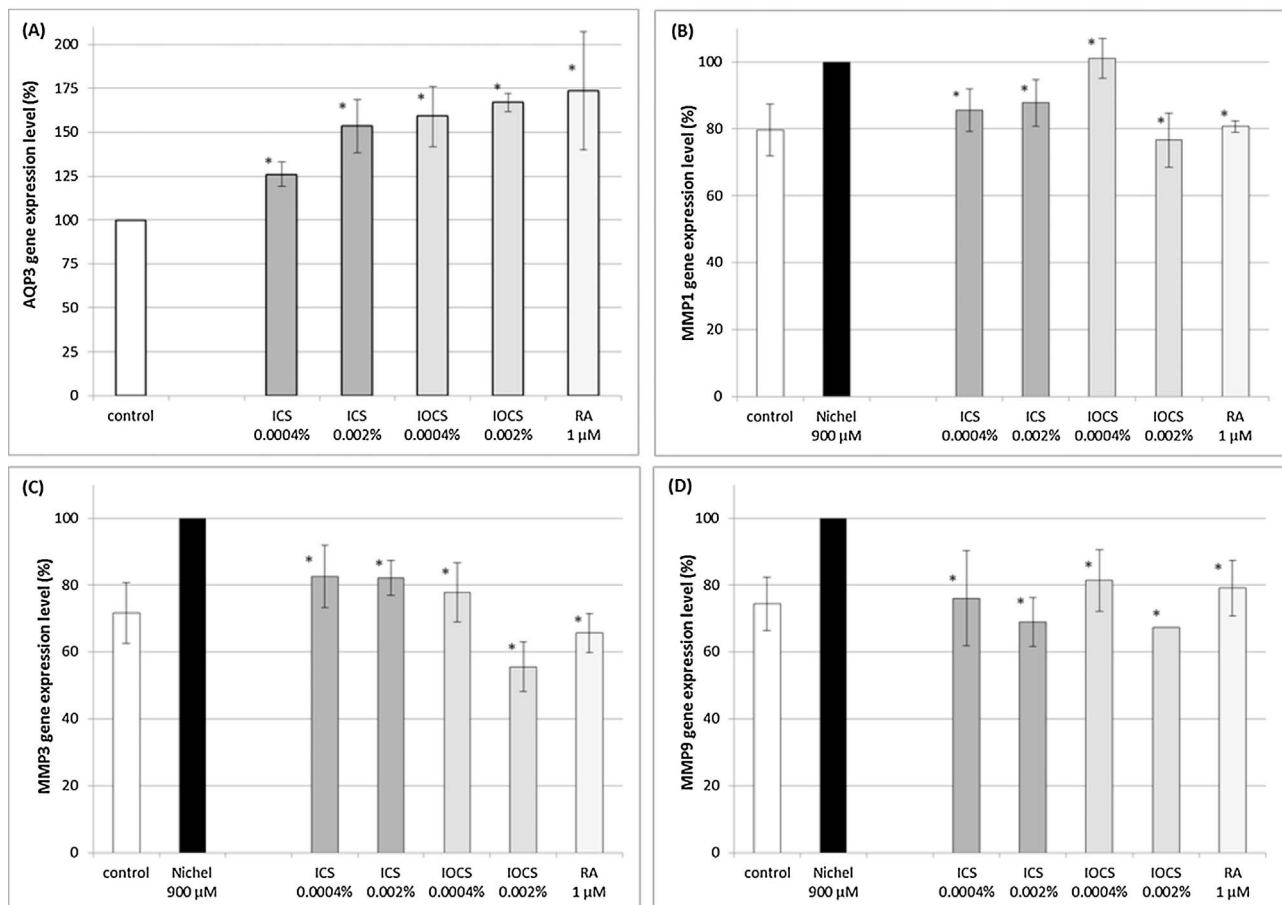 (A)
AQP3 gene expression level (%)
200
175
150
125
100
75
50
25
0
* * * * *
control ICS ICS IOCS IOCS RA
0.0004% 0.002% 0.0004% 0.002% 1 µM
(B)
MMP1 gene expression level (%)
100
80
60
40
20
0
* * * * *
control Nichel ICS ICS IOCS IOCS RA
900 µM 0.0004% 0.002% 0.0004% 0.002% 1 µM
(C)
MMP3 gene expression level (%)
100
80
60
40
20
0
* * * * *
control Nichel ICS ICS IOCS IOCS RA
900 µM 0.0004% 0.002% 0.0004% 0.002% 1 µM
(D)
MMP9 gene expression level (%)
100
80
60
40
20
0
* * * * *
control Nichel ICS ICS IOCS IOCS RA
900 µM 0.0004% 0.002% 0.0004% 0.002% 1 µM